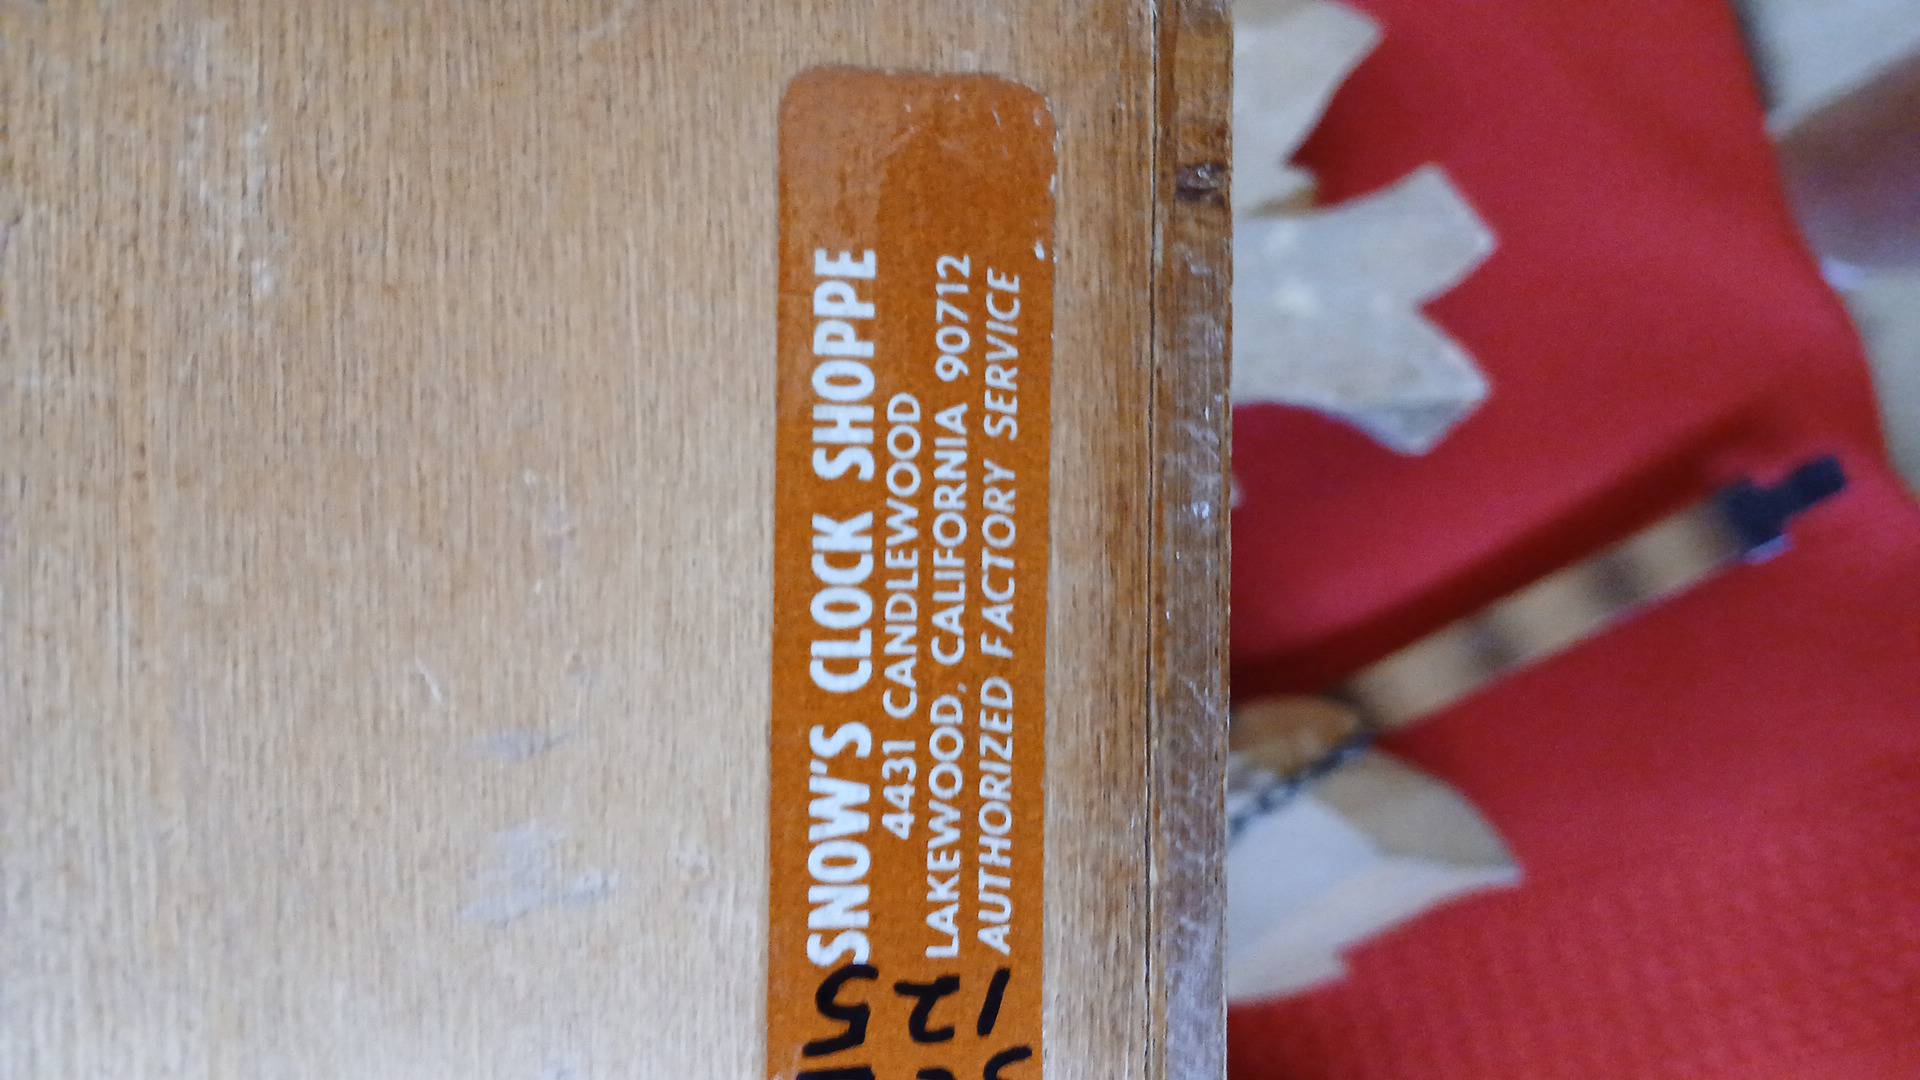 SNOW'S CLOCK SHOPPE
4431 CANDLEWOOD
LAKEWOOD, CALIFORNIA 90712
AUTHORIZED FACTORY SERVICE